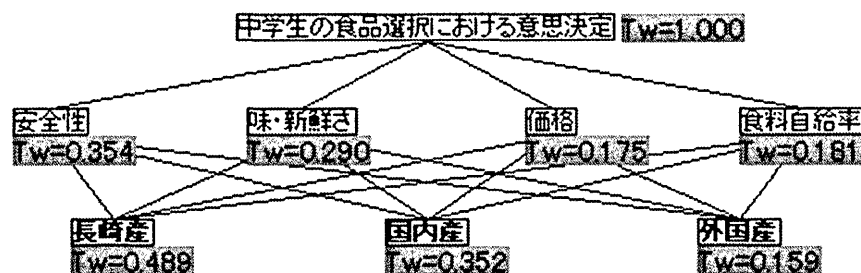 中学生の食品選択における意思決定 Tw=1.000
安全性 味・新鮮さ 価格 食料自給率
Tw=0.354 Tw=0.290 Tw=0.175 Tw=0.181
長崎産 国内産 外国産
Tw=0.489 Tw=0.352 Tw=0.159